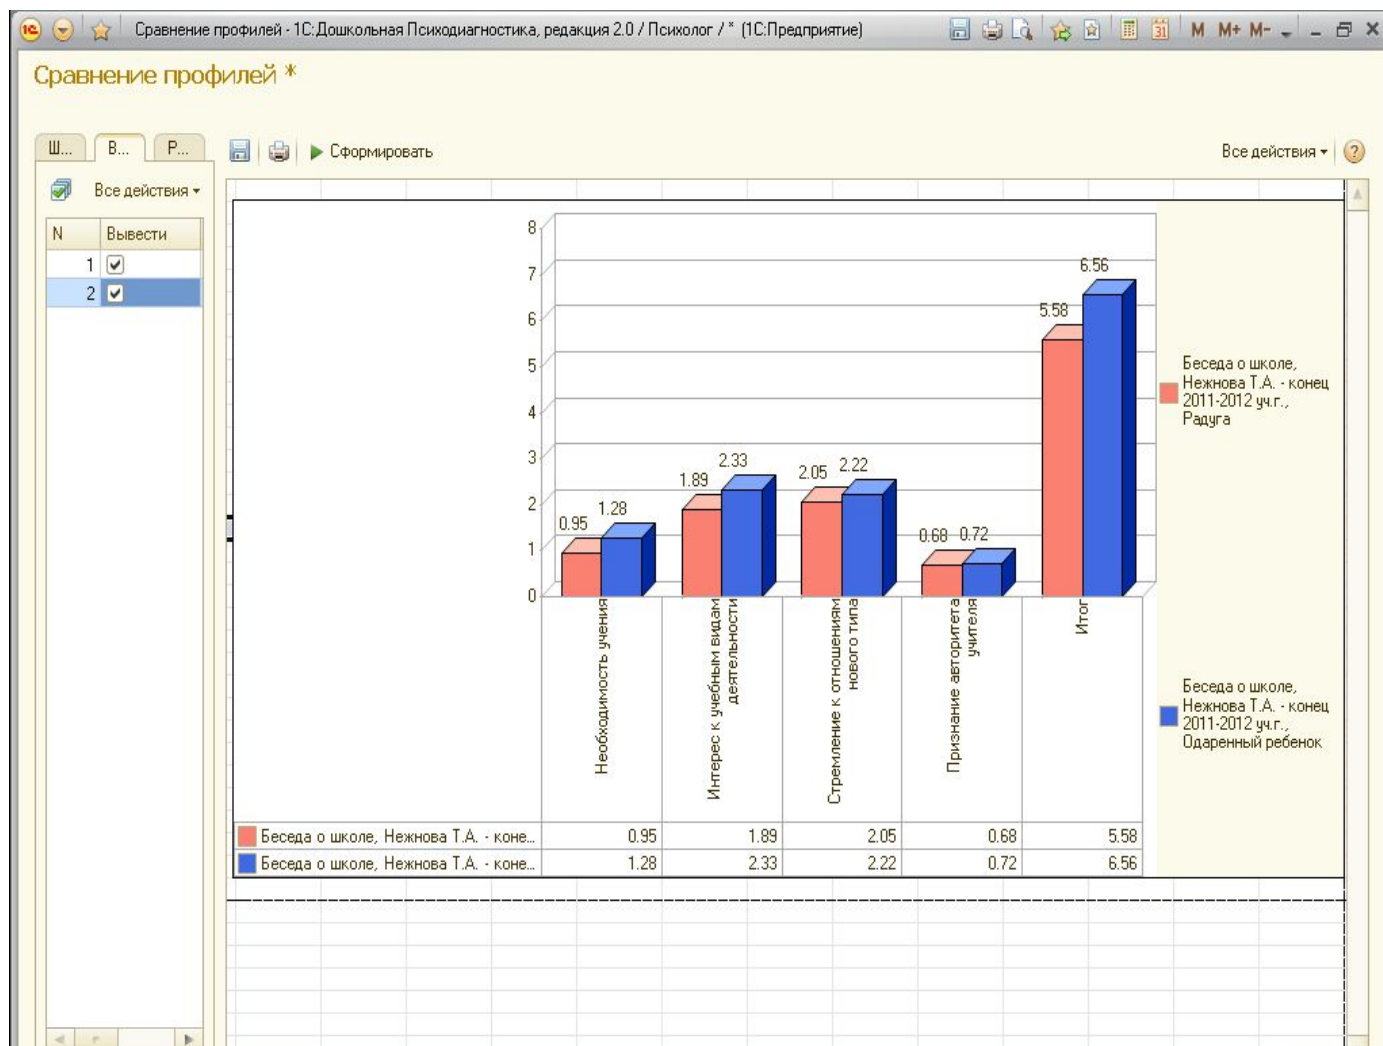 Сравнение профилей - 1С:Дошкольная Психодиагностика, редакция 2.0 / Психолог / * (1С:Предприятие)
31 M M+ M-
Сравнение профилей *
Ш... В... Р...
Сформировать
Все действия
Все действия
N Вывести
1
2
8
7
6
5
4
3
2
1
0
0.95 1.28
1.89 2.33
2.05 2.22
0.68 0.72
5.58 6.56
Необходимость учения
Интерес к учебным видам
деятельности
Стремление к отношениям
нового типа
Признание авторитета
учителя
Итог
Беседа о школе,
Нежнова Т.А. - конец
2011-2012 уч.г.,
Радуга
Беседа о школе,
Нежнова Т.А. - конец
2011-2012 уч.г.,
Одаренный ребенок
Беседа о школе, Нежнова Т.А. - коне... 0.95 1.89 2.05 0.68 5.58
Беседа о школе, Нежнова Т.А. - коне... 1.28 2.33 2.22 0.72 6.56